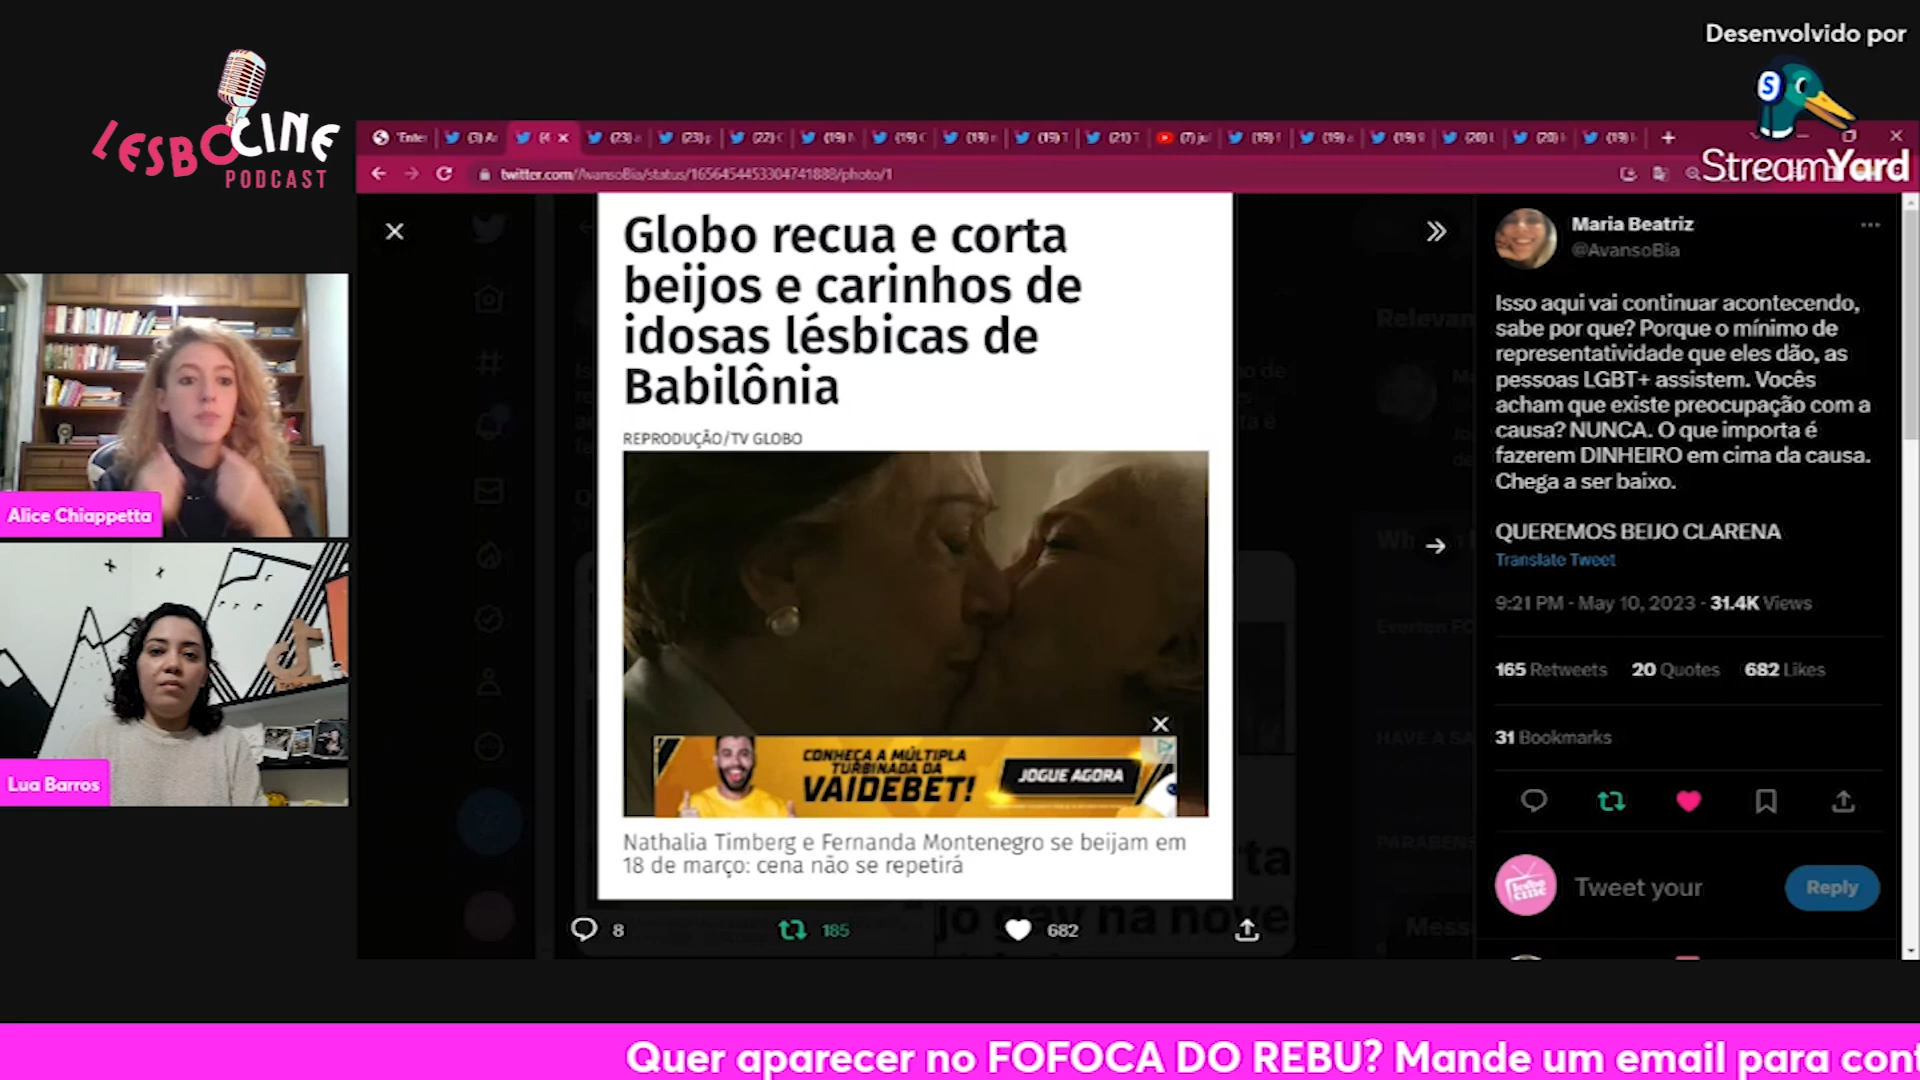 Desenvolvido por
StreamYard
LESBOCINE
PODCAST
twitter.com/AvansoBia/status/1656454453304741888/photo/1
Globo recua e corta
beijos e carinhos de
idosas lésbicas de
Babilônia
REPRODUÇÃO/TV GLOBO
CONHEÇA A MÚLTIPLA
TURBINADA DA
VAIDEBET!
JOGUE AGORA
Nathalia Timberg e Fernanda Montenegro se beijam em
18 de março: cena não se repetirá
8
185
682
Maria Beatriz
@AvansoBia
Isso aqui vai continuar acontecendo,
sabe por que? Porque o mínimo de
representatividade que eles dão, as
pessoas LGBT+ assistem. Vocês
acham que existe preocupação com a
causa? NUNCA. O que importa é
fazerem DINHEIRO em cima da causa.
Chega a ser baixo.
QUEREMOS BEIJO CLARENA
Translate Tweet
9:21 PM · May 10, 2023 · 31.4K Views
165 Retweets 20 Quotes 682 Likes
31 Bookmarks
Tweet your
Reply
Alice Chiappetta
Lua Barros
Quer aparecer no FOFOCA DO REBU? Mande um email para cont